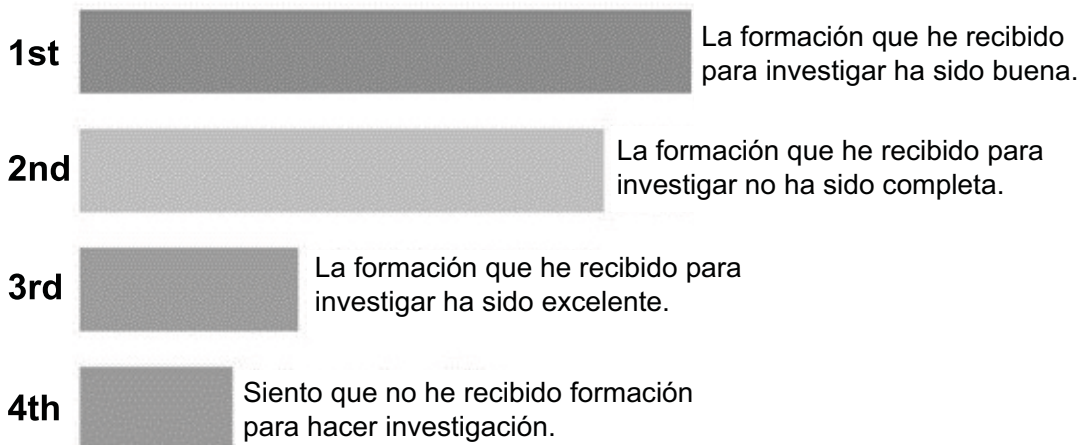 1st
La formación que he recibido
para investigar ha sido buena.
2nd
La formación que he recibido para
investigar no ha sido completa.
3rd
La formación que he recibido para
investigar ha sido excelente.
4th
Siento que no he recibido formación
para hacer investigación.